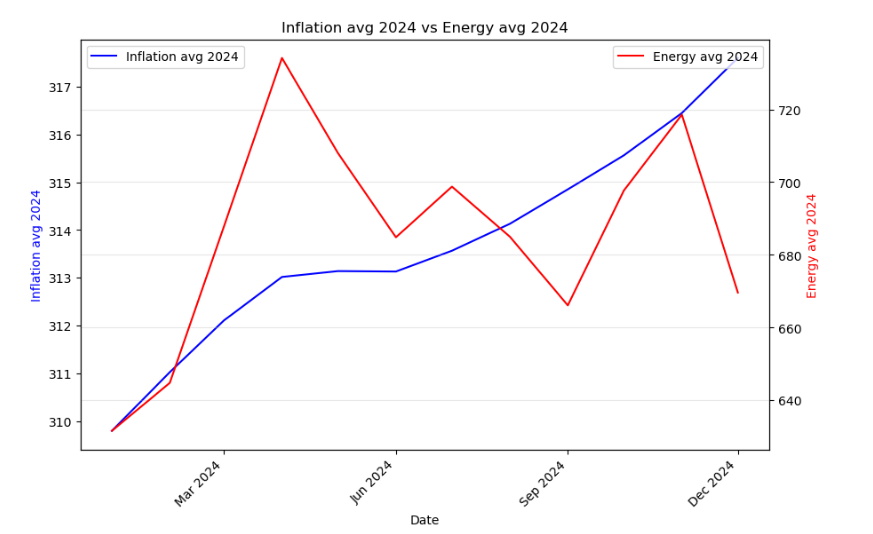 Inflation avg 2024 vs Energy avg 2024
Inflation avg 2024
Energy avg 2024
317
316
315
314
313
312
311
310
Inflation avg 2024
720
700
680
660
640
Energy avg 2024
Mar 2024
Jun 2024
Sep 2024
Dec 2024
Date